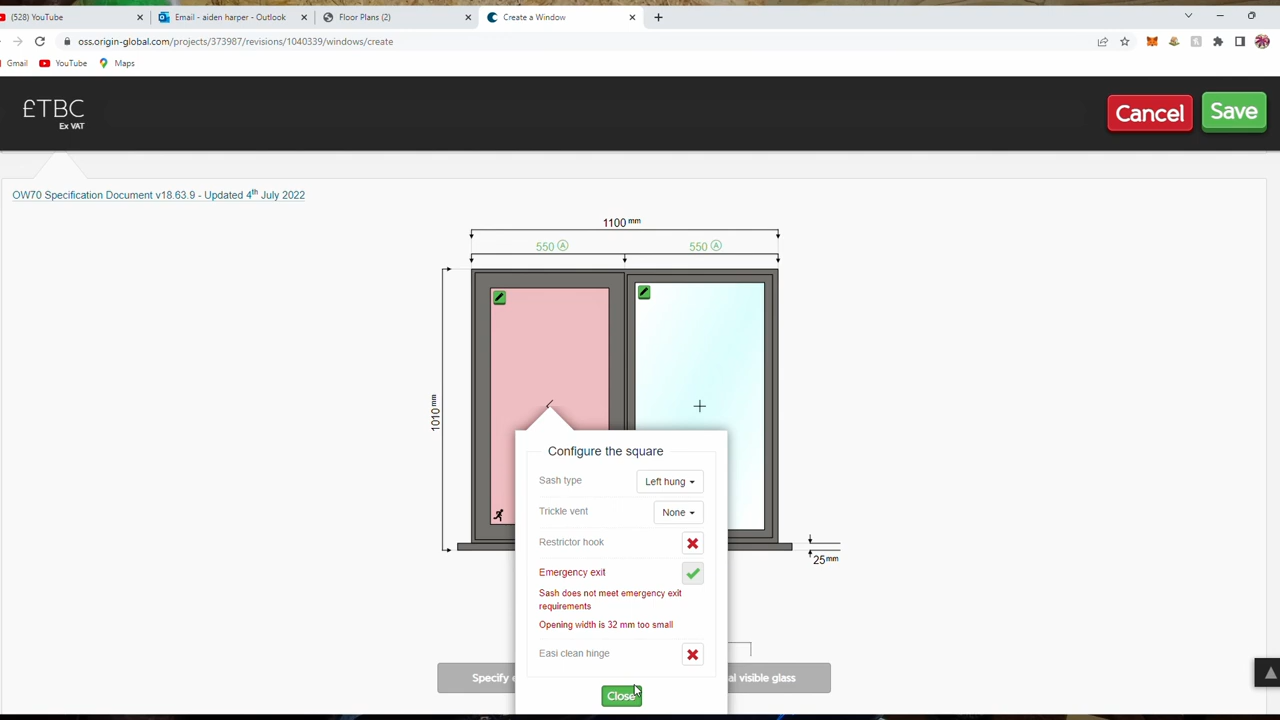 (528) YouTube
Email - aiden harper - Outlook
Floor Plans (2)
Create a Window
oss.origin-global.com/projects/373987/revisions/1040339/windows/create
Gmail
YouTube
Maps
£TBC
Ex VAT
Cancel
Save
OW70 Specification Document v18.63.9 - Updated 4th July 2022
1100 mm
550 A
550 A
1010 mm
25 mm
Configure the square
Sash type
Left hung
Trickle vent
None
Restrictor hook
Emergency exit
Sash does not meet emergency exit
requirements
Opening width is 32 mm too small
Easi clean hinge
Specify
al visible glass
Close